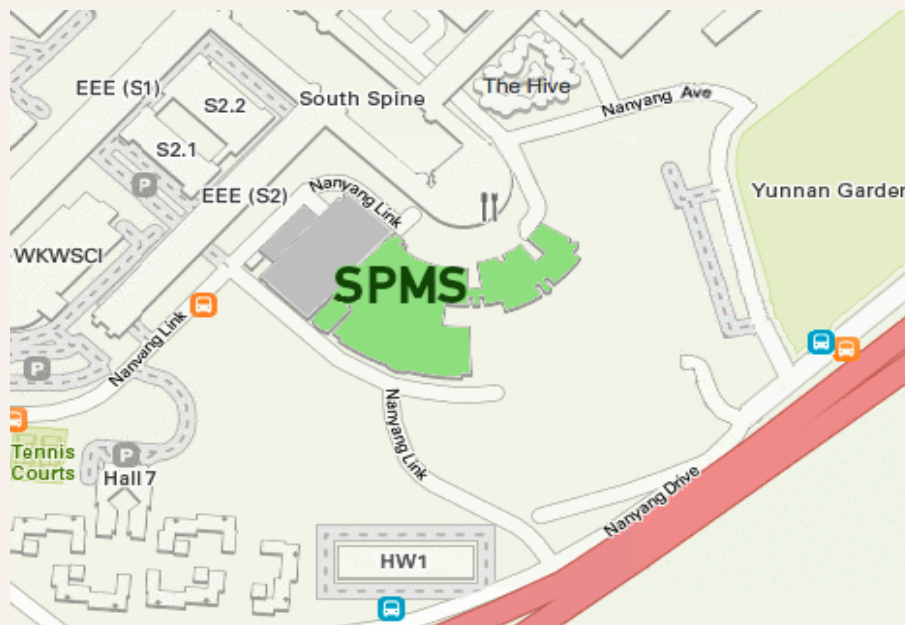 The Hive
EEE (S1)
South Spine
Nanyang Ave
S2.2
S2.1
P
EEE (S2)
Nanyang Link
Yunnan Garden
WKWSCI
SPMS
Nanyang Link
P
Nanyang Link
Tennis
Courts
P
Hall 7
Nanyang Drive
HW1